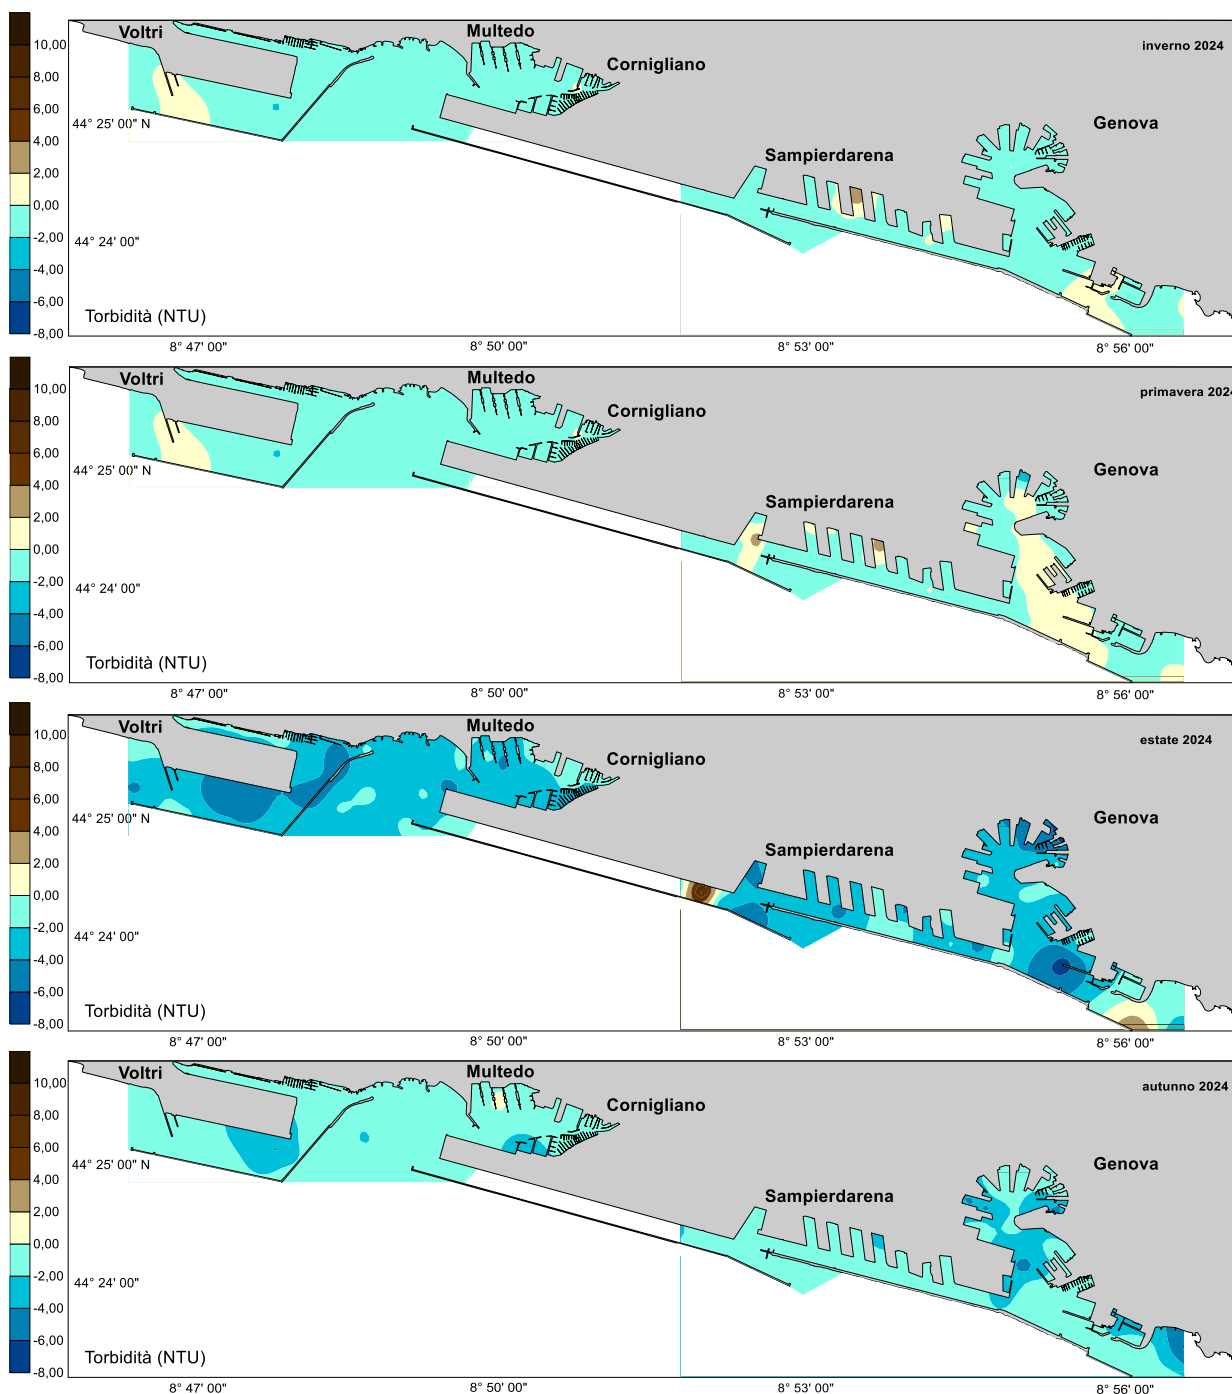 Voltri
Multedo
inverno 2024
Cornigliano
Genova
Sampierdarena
10,00
8,00
6,00
4,00
2,00
0,00
-2,00
-4,00
-6,00
-8,00
44° 25' 00" N
44° 24' 00"
Torbidità (NTU)
8° 47' 00"
8° 50' 00"
8° 53' 00"
8° 56' 00"
Voltri
Multedo
primavera 2024
Cornigliano
Genova
Sampierdarena
10,00
8,00
6,00
4,00
2,00
0,00
-2,00
-4,00
-6,00
-8,00
44° 25' 00" N
44° 24' 00"
Torbidità (NTU)
8° 47' 00"
8° 50' 00"
8° 53' 00"
8° 56' 00"
Voltri
Multedo
estate 2024
Cornigliano
Genova
Sampierdarena
10,00
8,00
6,00
4,00
2,00
0,00
-2,00
-4,00
-6,00
-8,00
44° 25' 00" N
44° 24' 00"
Torbidità (NTU)
8° 47' 00"
8° 50' 00"
8° 53' 00"
8° 56' 00"
Voltri
Multedo
autunno 2024
Cornigliano
Genova
Sampierdarena
10,00
8,00
6,00
4,00
2,00
0,00
-2,00
-4,00
-6,00
-8,00
44° 25' 00" N
44° 24' 00"
Torbidità (NTU)
8° 47' 00"
8° 50' 00"
8° 53' 00"
8° 56' 00"